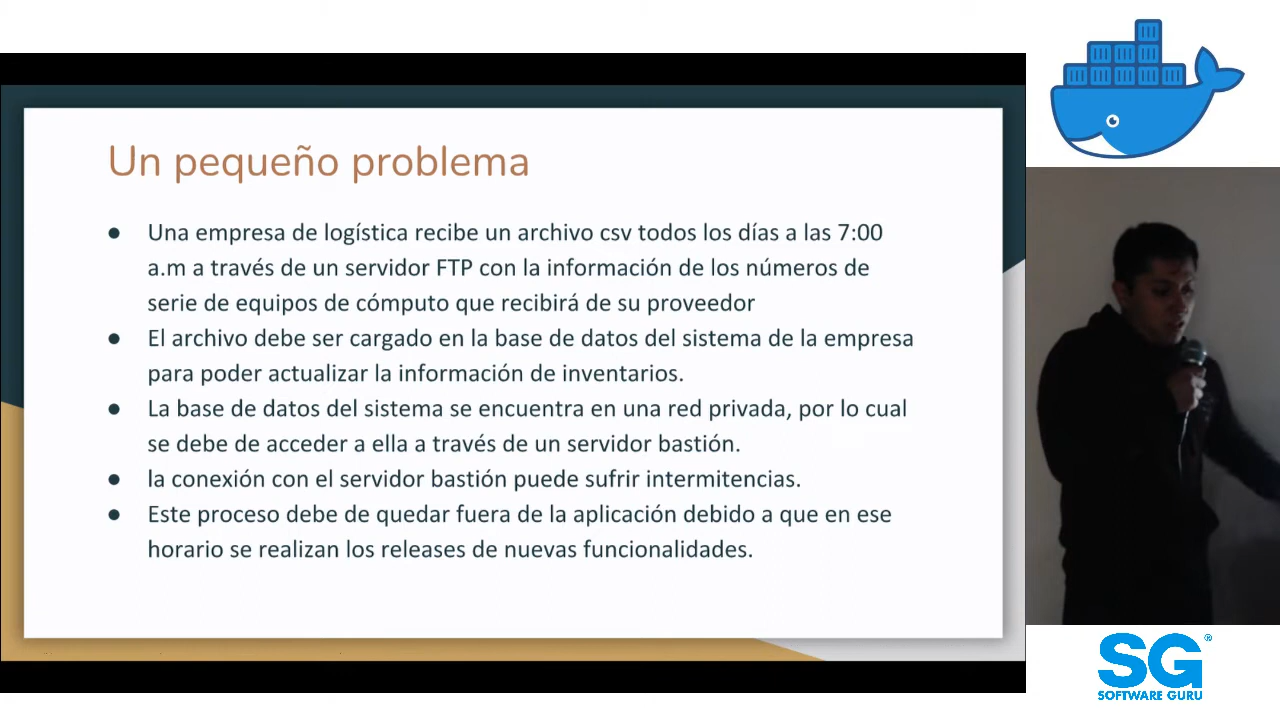 Un pequeño problema
● Una empresa de logística recibe un archivo csv todos los días a las 7:00
a.m a través de un servidor FTP con la información de los números de
serie de equipos de cómputo que recibirá de su proveedor
● El archivo debe ser cargado en la base de datos del sistema de la empresa
para poder actualizar la información de inventarios.
● La base de datos del sistema se encuentra en una red privada, por lo cual
se debe de acceder a ella a través de un servidor bastión.
● la conexión con el servidor bastión puede sufrir intermitencias.
● Este proceso debe de quedar fuera de la aplicación debido a que en ese
horario se realizan los releases de nuevas funcionalidades.
SG®
SOFTWARE GURU